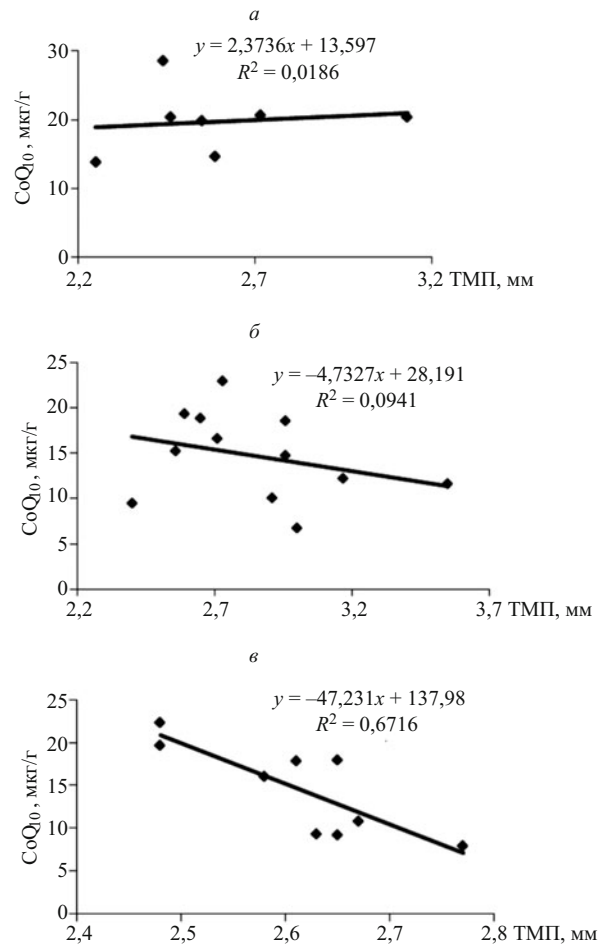 а
y = 2,3736x + 13,597
R² = 0,0186
30
20
10
0
CoQ₁₀, мкг/г
2,2 2,7 3,2 ТМП, мм
б
y = –4,7327x + 28,191
R² = 0,0941
25
20
15
10
5
0
CoQ₁₀, мкг/г
2,2 2,7 3,2 3,7 ТМП, мм
в
y = –47,231x + 137,98
R² = 0,6716
25
20
15
10
5
0
CoQ₁₀, мкг/г
2,4 2,5 2,6 2,7 2,8 ТМП, мм